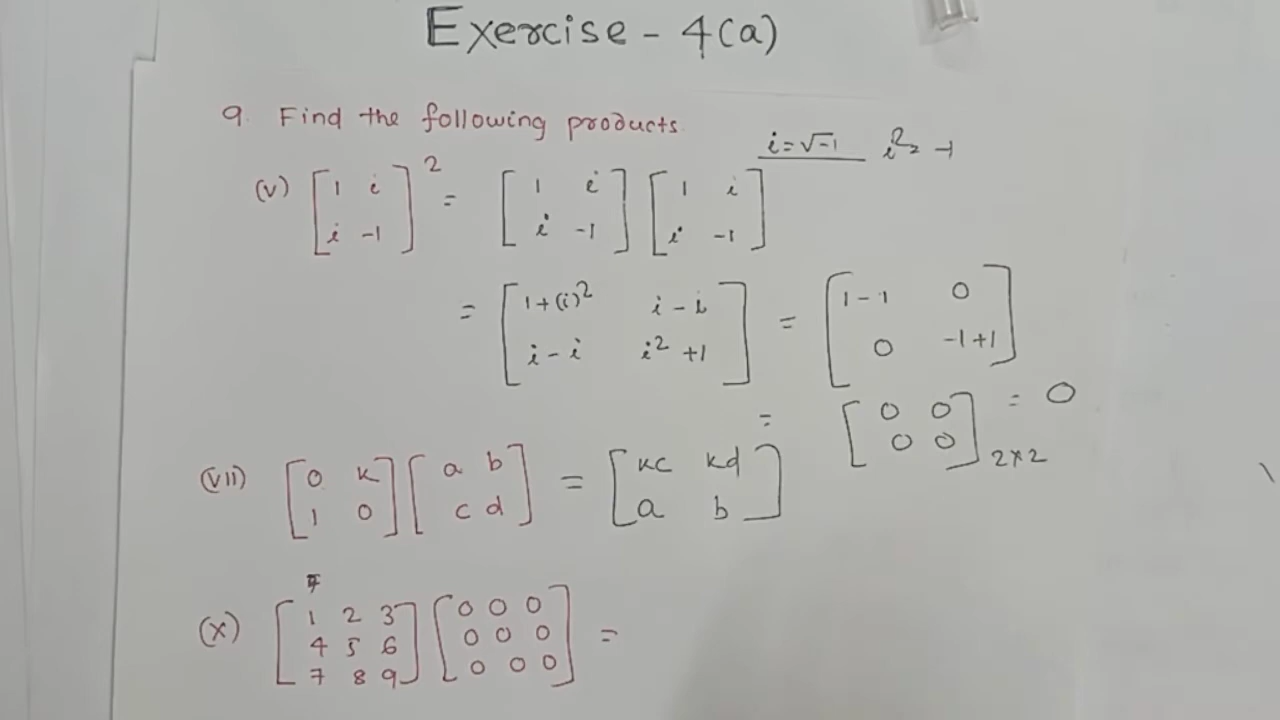 Exercise - 4(a)
9. Find the following products.
i = √-1 i² = -1
(v) [1 i; i -1]² = [1 i; i -1] [1 i; i -1]
= [1+(i)² i-i; i-i i²+1] = [1-1 0; 0 -1+1]
= [0 0; 0 0]2×2 = 0
(vii) [0 k; 1 0] [a b; c d] = [kc kd; a b]
(x) [1 2 3; 4 5 6; 7 8 9] [0 0 0; 0 0 0; 0 0 0] =